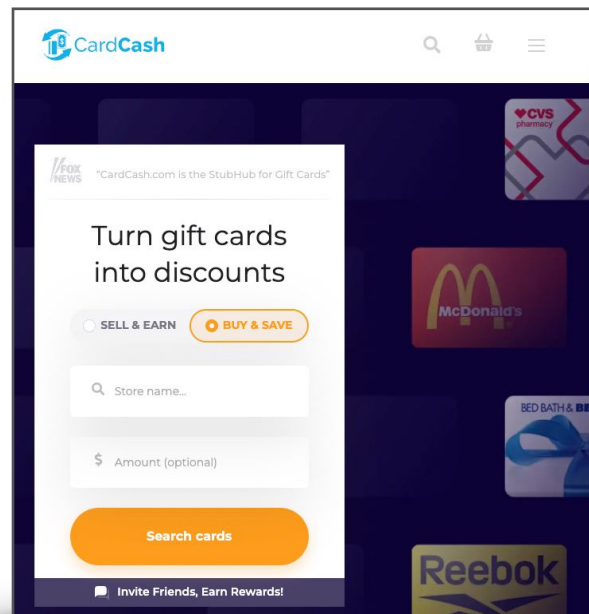 CardCash
FOX
NEWS
"CardCash.com is the StubHub for Gift Cards"
Turn gift cards
into discounts
SELL & EARN
BUY & SAVE
Store name...
$ Amount (optional)
Search cards
Invite Friends, Earn Rewards!
CVS
pharmacy
McDonald's
BED BATH & BE
Reebok